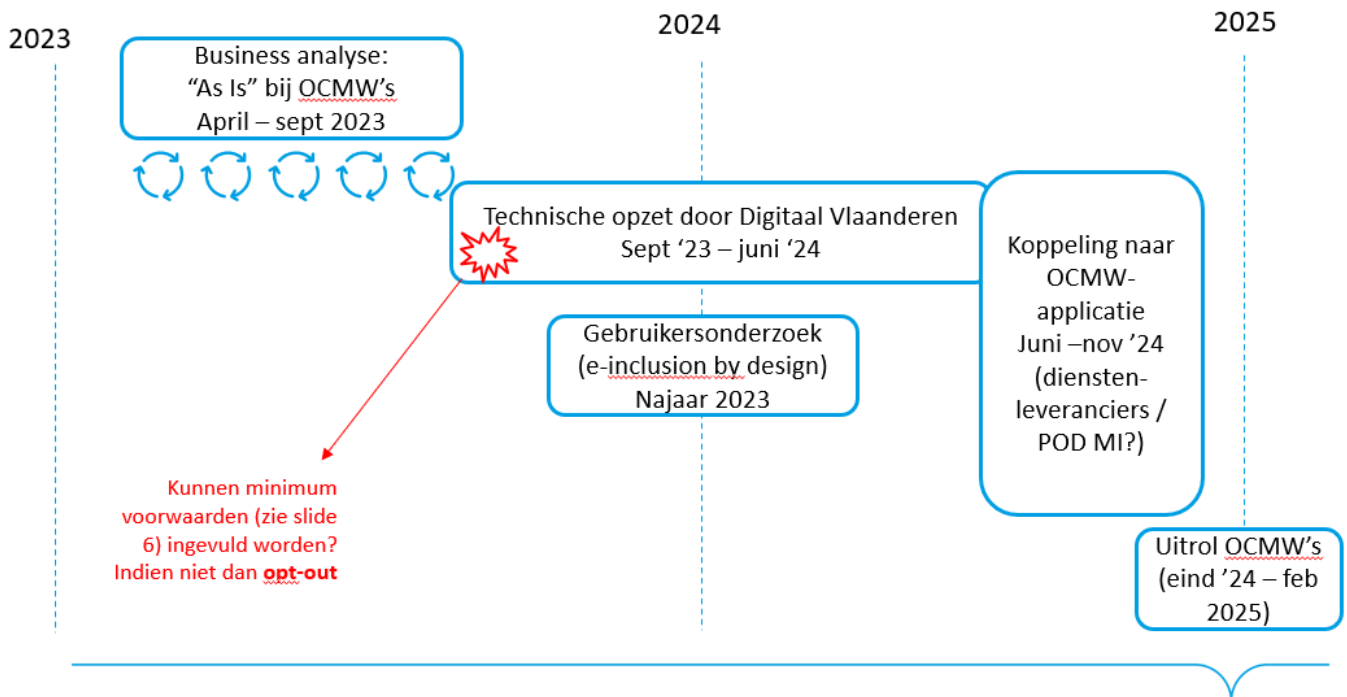 2023
2024
2025
Business analyse:
“As Is” bij OCMW’s
April – sept 2023
Technische opzet door Digitaal Vlaanderen
Sept ‘23 – juni ‘24
Gebruikersonderzoek
(e-inclusion by design)
Najaar 2023
Koppeling naar
OCMW-
applicatie
Juni –nov ’24
(diensten-
leveranciers /
POD MI?)
Kunnen minimum
voorwaarden (zie slide
6) ingevuld worden?
Indien niet dan opt-out
Uitrol OCMW’s
(eind ’24 – feb
2025)